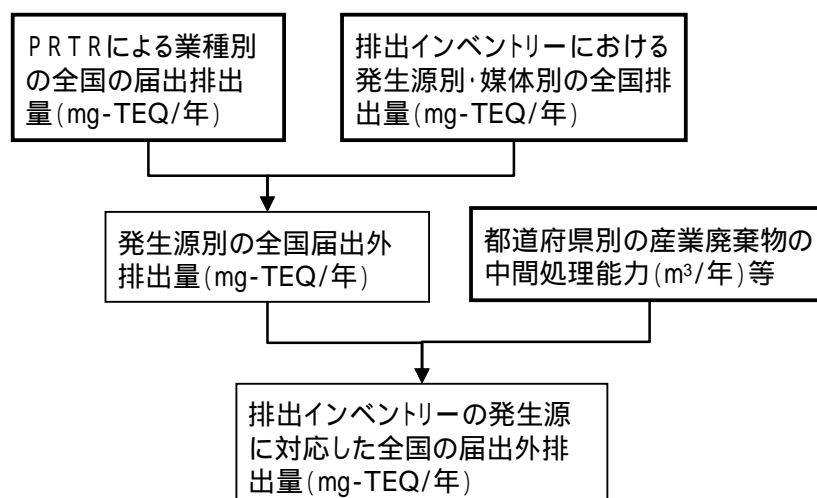 ＰＲＴＲによる業種別
の全国の届出排出
量(mg-TEQ/年)
排出インベントリーにおける
発生源別･媒体別の全国排
出量(mg-TEQ/年)
発生源別の全国届出外
排出量(mg-TEQ/年)
都道府県別の産業廃棄物の
中間処理能力(m³/年)等
排出インベントリーの発生源
に対応した全国の届出外排
出量(mg-TEQ/年)